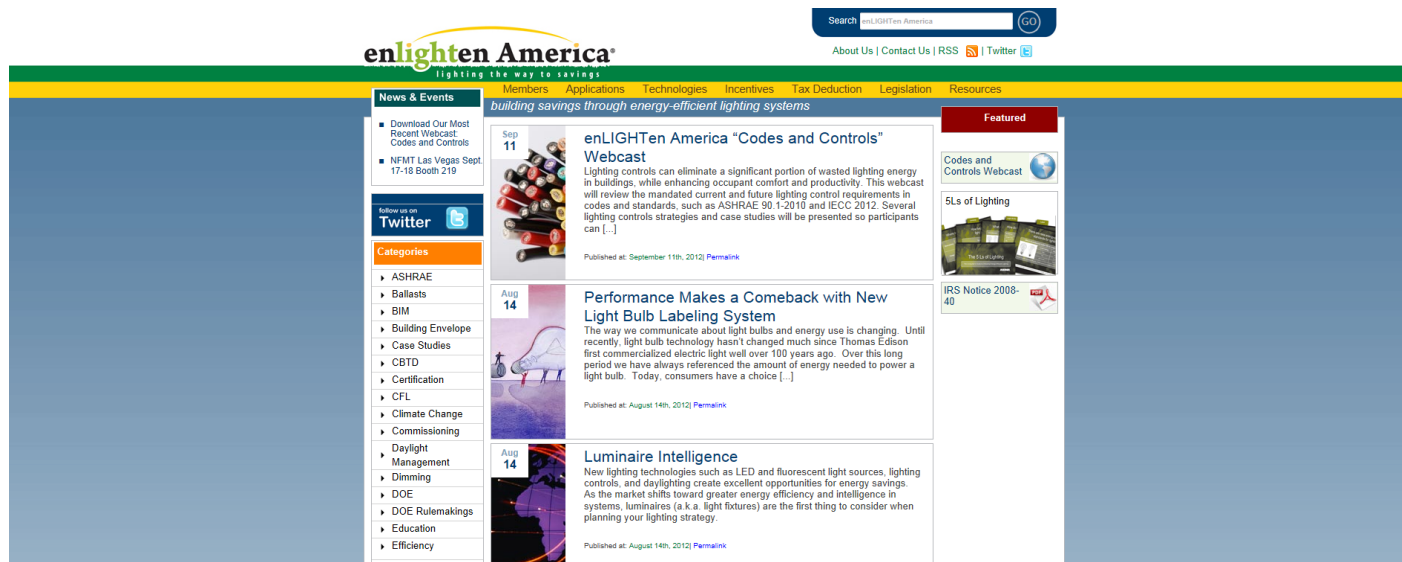 Search enLIGHTen America GO
About Us | Contact Us | RSS | Twitter
enlighten America
lighting the way to savings
Members Applications Technologies Incentives Tax Deduction Legislation Resources
building savings through energy-efficient lighting systems
News & Events
Download Our Most
Recent Webcast:
Codes and Controls
NFMT Las Vegas Sept.
17-18 Booth 219
follow us on
Twitter
Categories
ASHRAE
Ballasts
BIM
Building Envelope
Case Studies
CBTD
Certification
CFL
Climate Change
Commissioning
Daylight
Management
Dimming
DOE
DOE Rulemakings
Education
Efficiency
Sep
11
enLIGHTen America “Codes and Controls”
Webcast
Lighting controls can eliminate a significant portion of wasted lighting energy
in buildings, while enhancing occupant comfort and productivity. This webcast
will review the mandated current and future lighting control requirements in
codes and standards, such as ASHRAE 90.1-2010 and IECC 2012. Several
lighting controls strategies and case studies will be presented so participants
can [...]
Published at: September 11th, 2012| Permalink
Aug
14
Performance Makes a Comeback with New
Light Bulb Labeling System
The way we communicate about light bulbs and energy use is changing. Until
recently, light bulb technology hasn’t changed much since Thomas Edison
first commercialized electric light well over 100 years ago. Over this long
period we have always referenced the amount of energy needed to power a
light bulb. Today, consumers have a choice [...]
Published at: August 14th, 2012| Permalink
Aug
14
Luminaire Intelligence
New lighting technologies such as LED and fluorescent light sources, lighting
controls, and daylighting create excellent opportunities for energy savings.
As the market shifts toward greater energy efficiency and intelligence in
systems, luminaires (a.k.a. light fixtures) are the first thing to consider when
planning your lighting strategy.
Published at: August 14th, 2012| Permalink
Featured
Codes and
Controls Webcast
5Ls of Lighting
The 5 Ls of Lighting
IRS Notice 2008-
40
PDF